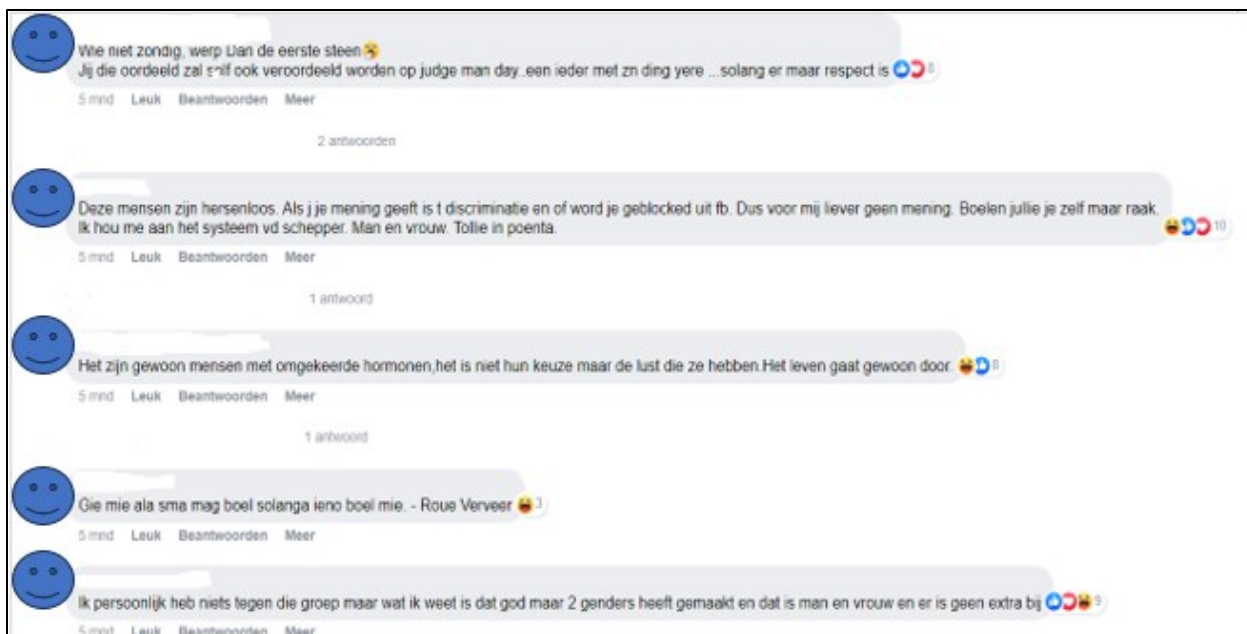 Wie niet zondig, werp Dan de eerste steen
Jij die oordeeld zal self ook veroordeeld worden op judge man day..een ieder met zn ding yere ...solang er maar respect is 8
5 mnd Leuk Beantwoorden Meer
2 antwoorden
Deze mensen zijn hersenloos. Als j je mening geeft is t discriminatie en of word je geblocked uit fb. Dus voor mij liever geen mening. Boelen jullie je zelf maar raak.
Ik hou me aan het systeem vd schepper. Man en vrouw. Tollie in poenta. 10
5 mnd Leuk Beantwoorden Meer
1 antwoord
Het zijn gewoon mensen met omgekeerde hormonen,het is niet hun keuze maar de lust die ze hebben.Het leven gaat gewoon door. 8
5 mnd Leuk Beantwoorden Meer
1 antwoord
Gie mie ala sma mag boel solanga ieno boel mie. - Roue Verveer 3
5 mnd Leuk Beantwoorden Meer
Ik persoonlijk heb niets tegen die groep maar wat ik weet is dat god maar 2 genders heeft gemaakt en dat is man en vrouw en er is geen extra bij 9
5 mnd Leuk Beantwoorden Meer